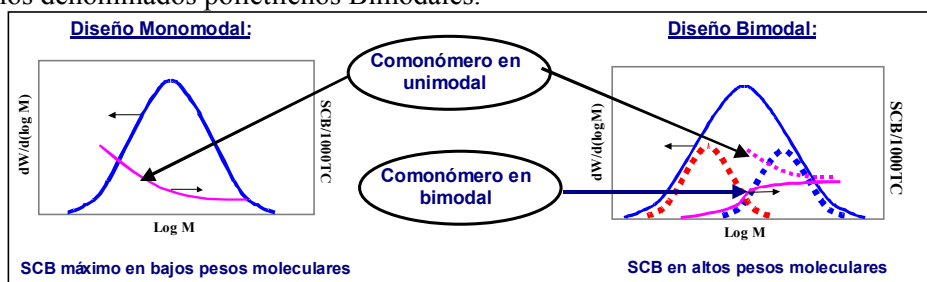 los denominados polietilenos Bimodales.
Diseño Monomodal:
Diseño Bimodal:
Comonómero en
unimodal
Comonómero en
bimodal
dW/d(log M)
SCB/1000TC
Log M
dW/d(logM)
SCB/1000TC
Log M
SCB máximo en bajos pesos moleculares
SCB en altos pesos moleculares